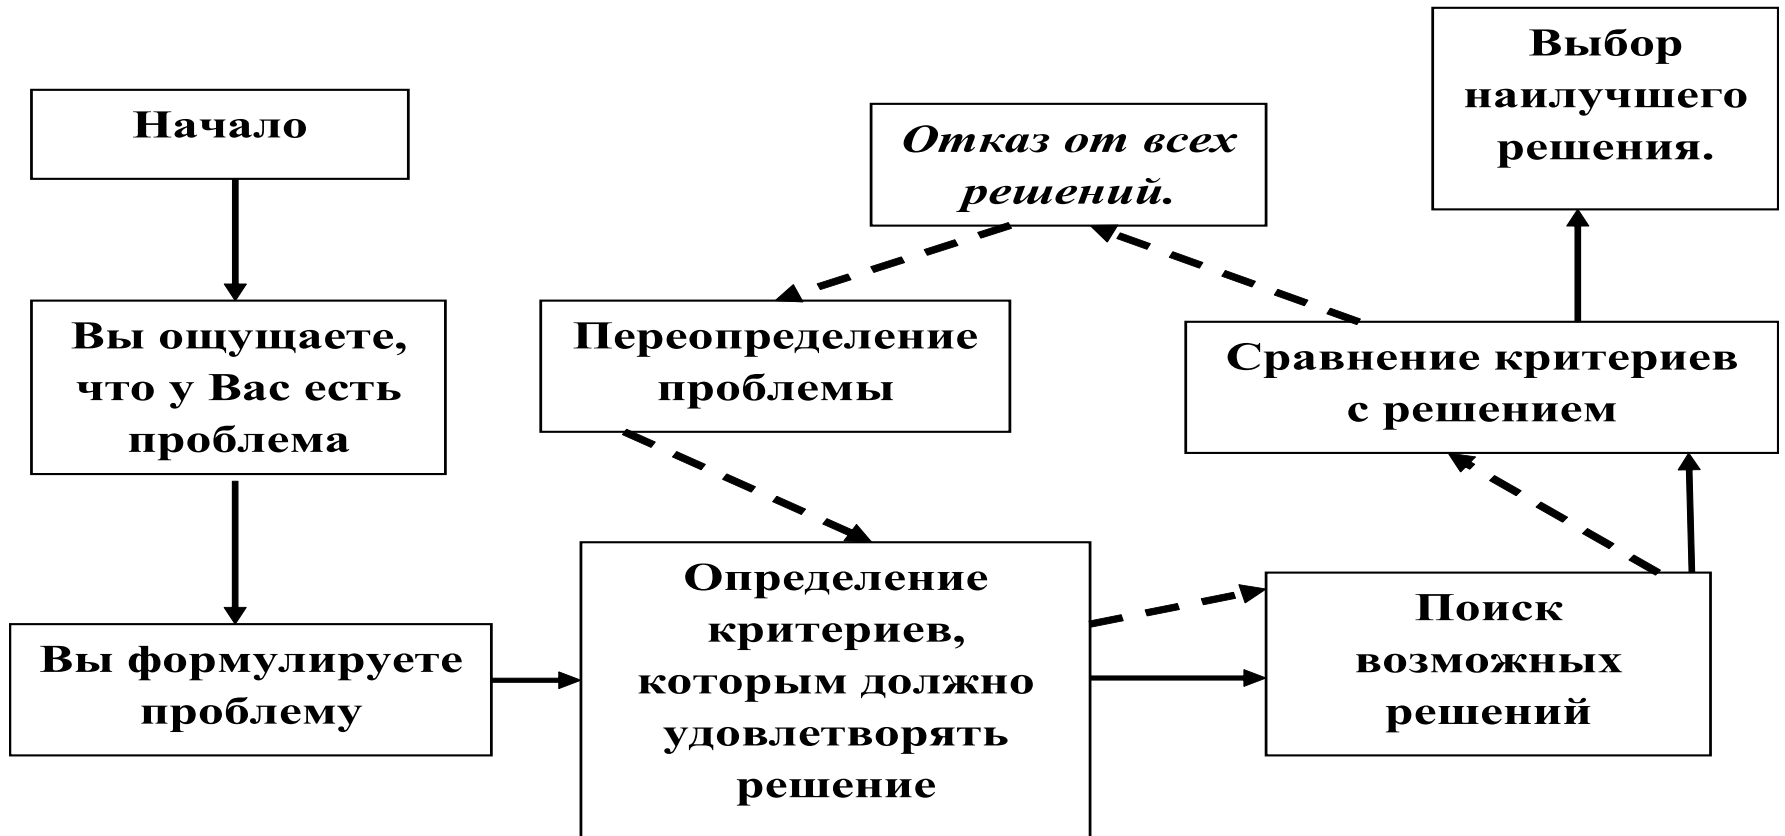 Начало
Вы ощущаете,
что у Вас есть
проблема
Вы формулируете
проблему
Определение
критериев,
которым должно
удовлетворять
решение
Поиск
возможных
решений
Сравнение критериев
с решением
Выбор
наилучшего
решения.
Отказ от всех
решений.
Переопределение
проблемы